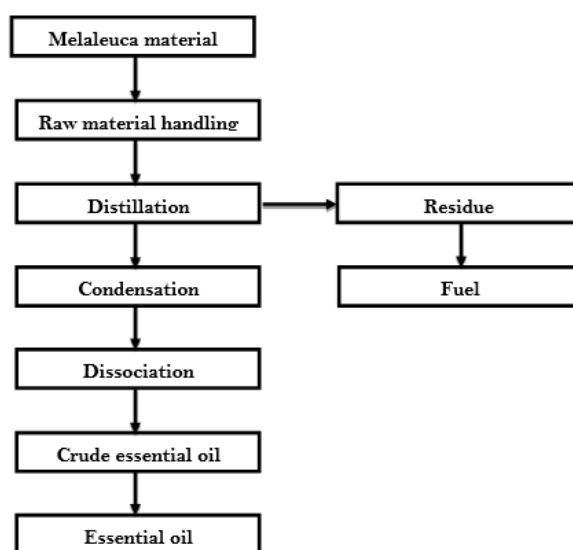 Melaleuca material
Raw material handling
Distillation
Residue
Condensation
Fuel
Dissociation
Crude essential oil
Essential oil